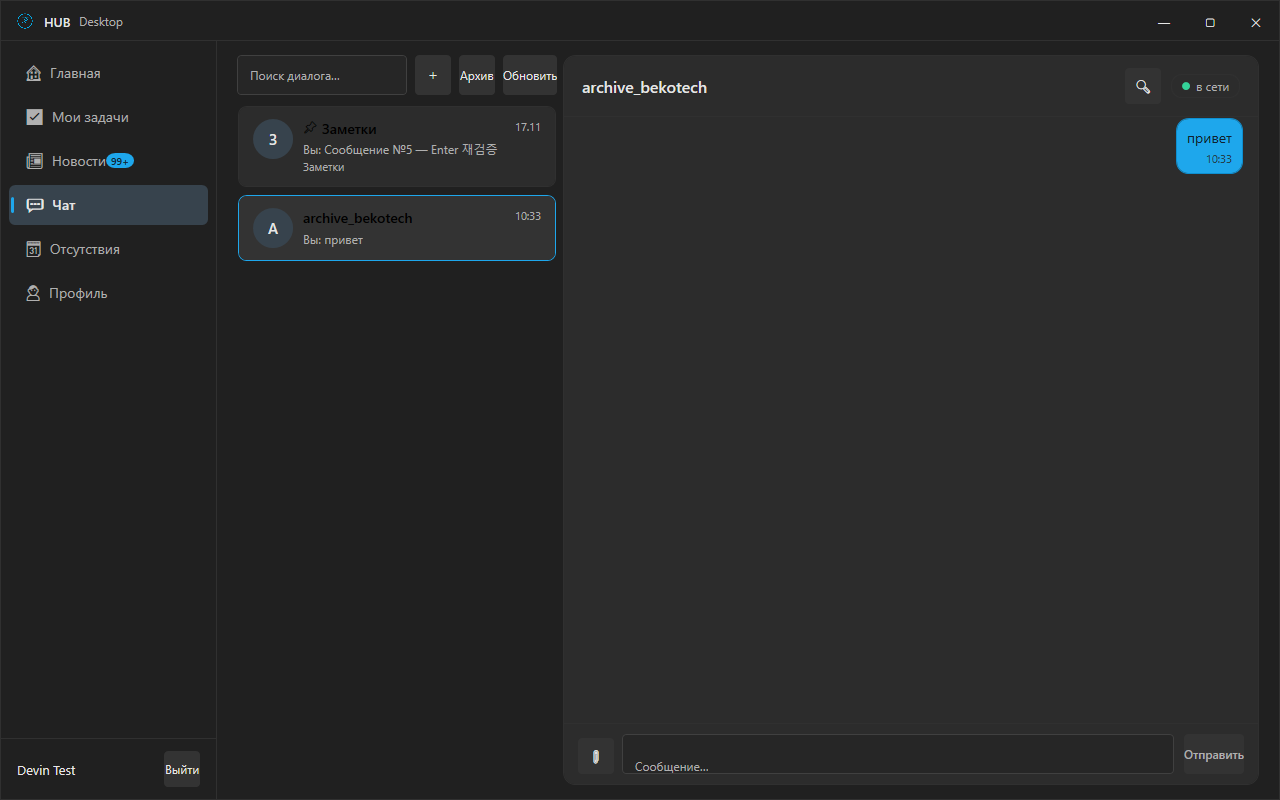 HUB Desktop
Главная
Мои задачи
Новости 99+
Чат
31 Отсутствия
Профиль
Devin Test
Выйти
Поиск диалога...
+
Архив
Обновить
З
Заметки
17.11
Вы: Сообщение №5 — Enter 재검증
Заметки
A
archive_bekotech
10:33
Вы: привет
archive_bekotech
в сети
привет
10:33
Сообщение...
Отправить